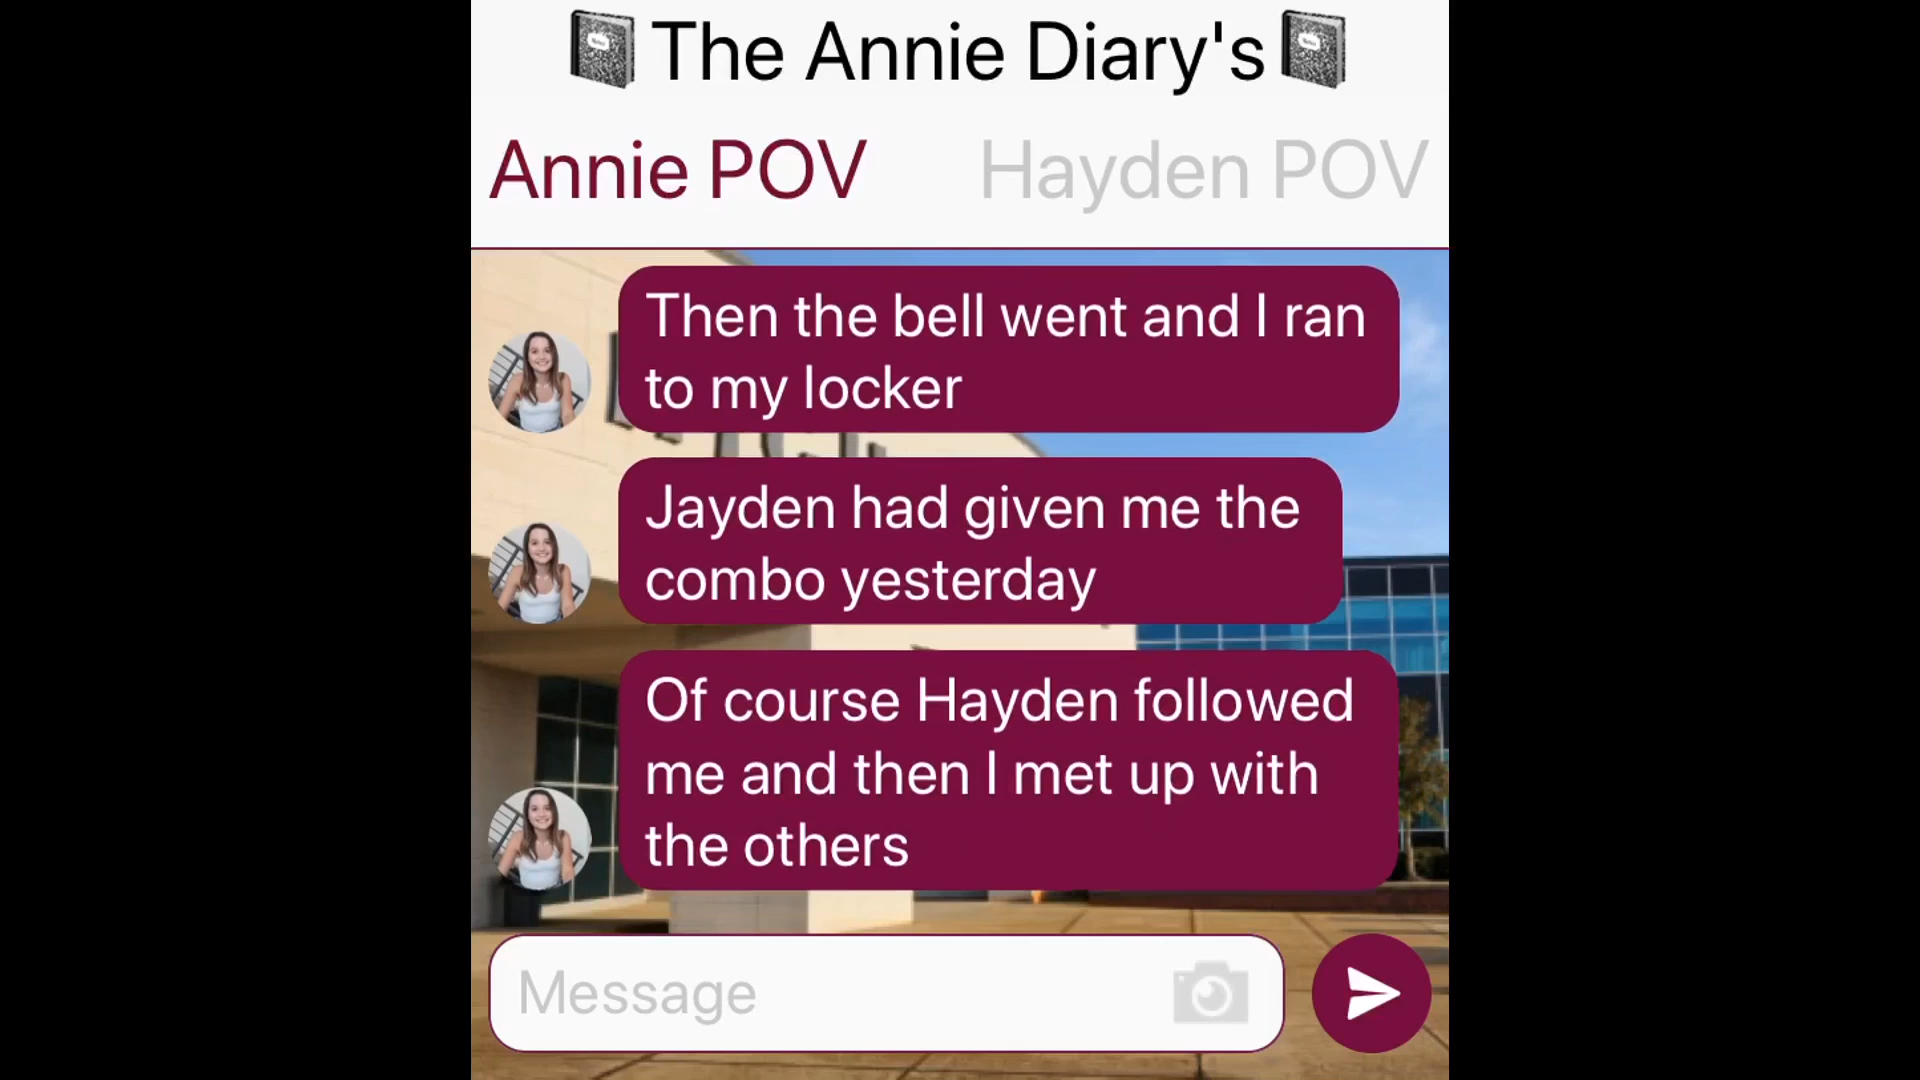 The Annie Diary's
Annie POV
Hayden POV
Then the bell went and I ran
to my locker
Jayden had given me the
combo yesterday
Of course Hayden followed
me and then I met up with
the others
Message